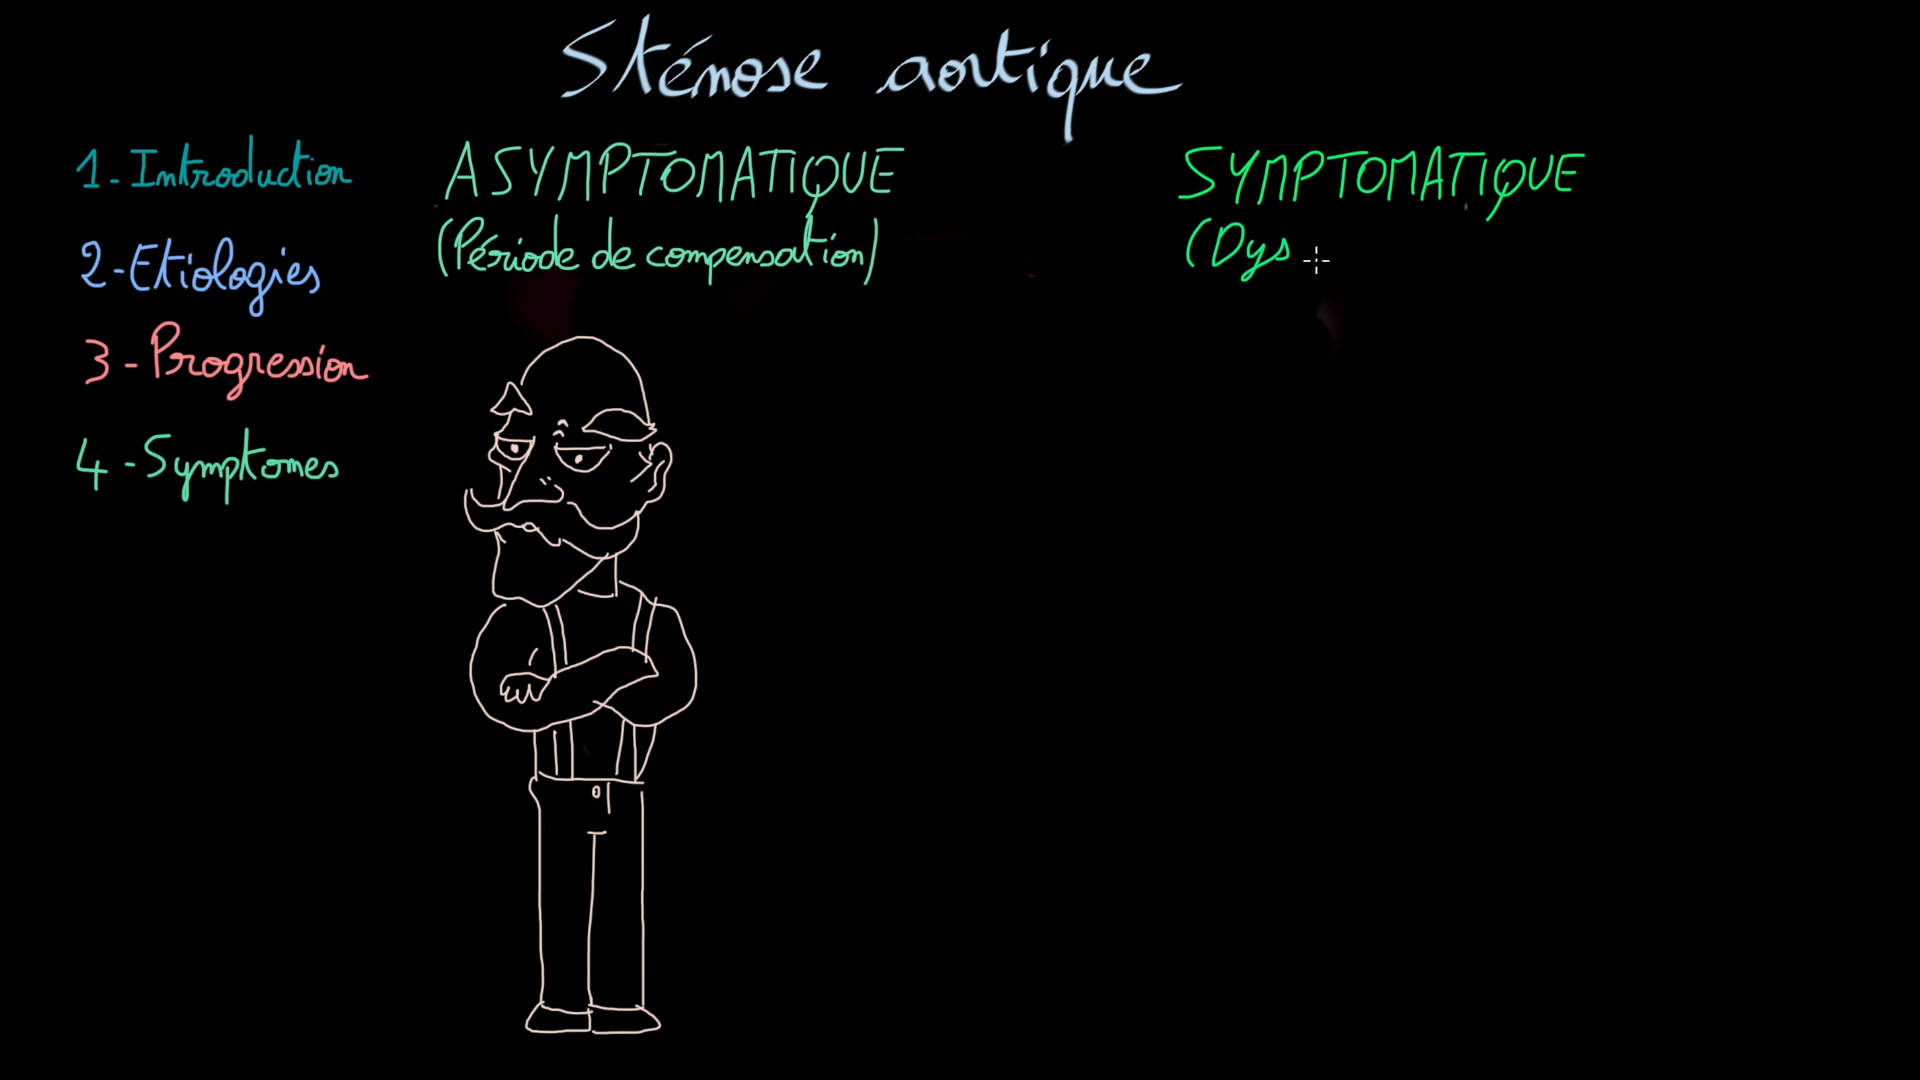 Sténose aortique
1-Introduction
2-Etiologies
3-Progression
4-Symptomes
ASYMPTOMATIQUE
(Période de compensation)
SYMPTOMATIQUE
(Dys